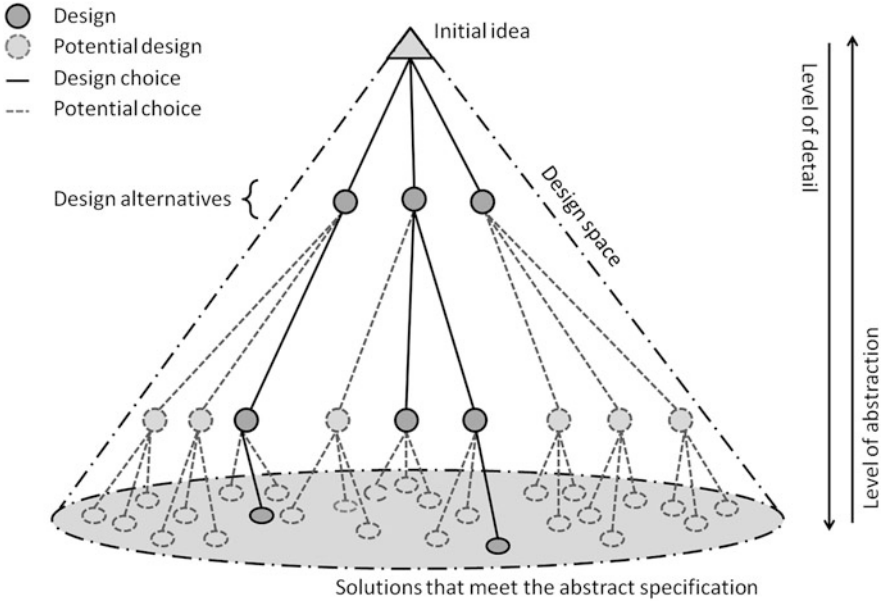 Design
Potential design
Design choice
Potential choice
Initial idea
Design alternatives
Design space
Level of detail
Level of abstraction
Solutions that meet the abstract specification